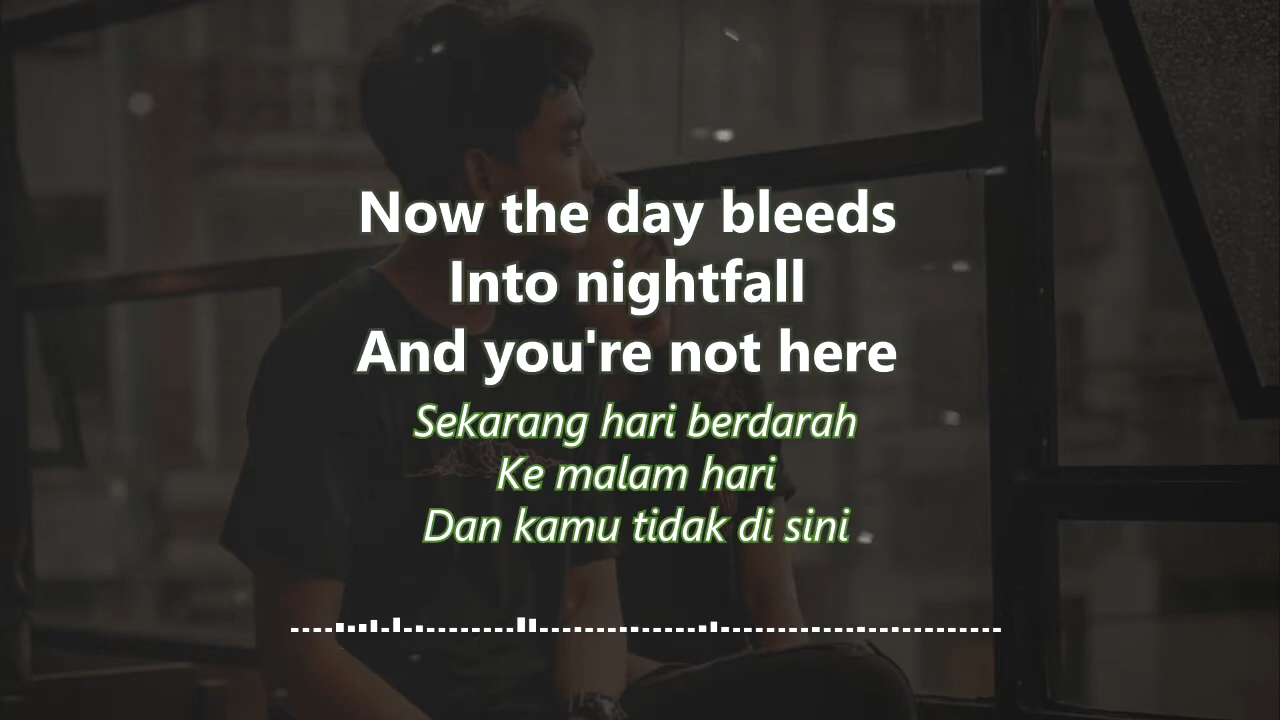 Now the day bleeds
Into nightfall
And you're not here
Sekarang hari berdarah
Ke malam hari
Dan kamu tidak di sini